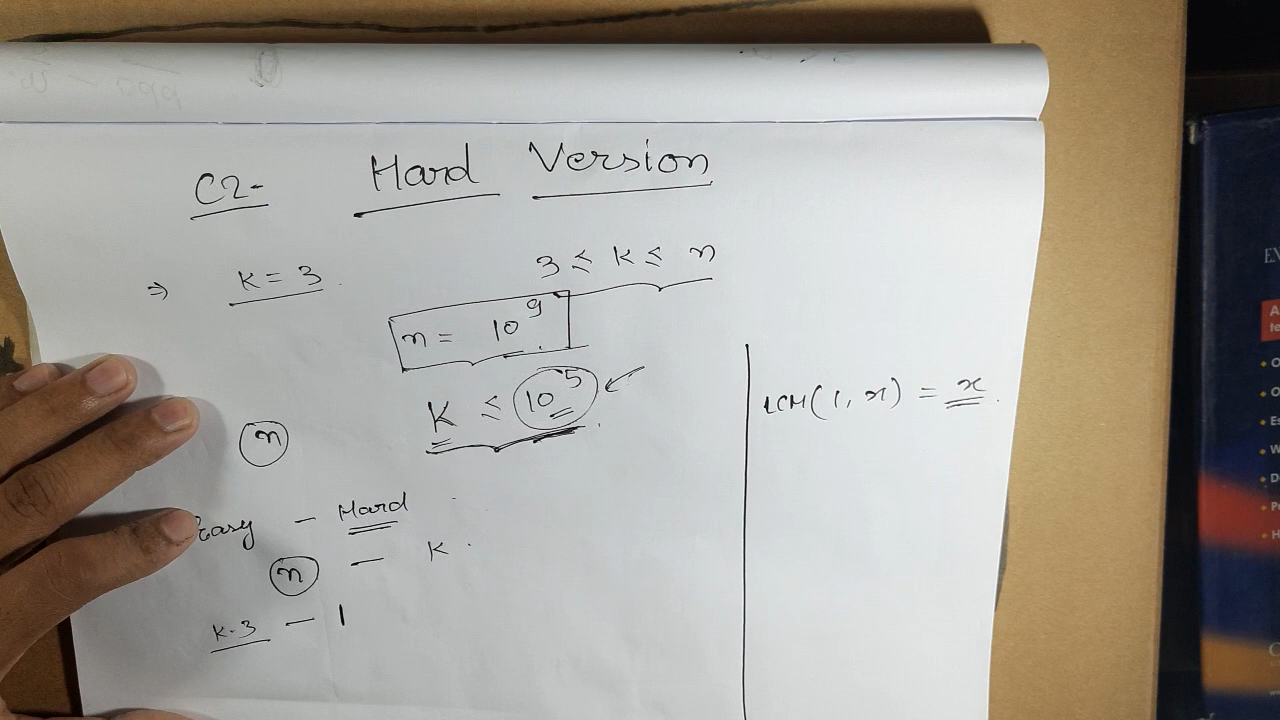 C2- Hard Version
⇒ K = 3
3 ≤ K ≤ n
n = 10^9
K ≤ 10^5
n
Easy - Hard
n - K.
K-3 - 1
LCM(1, x) = x.